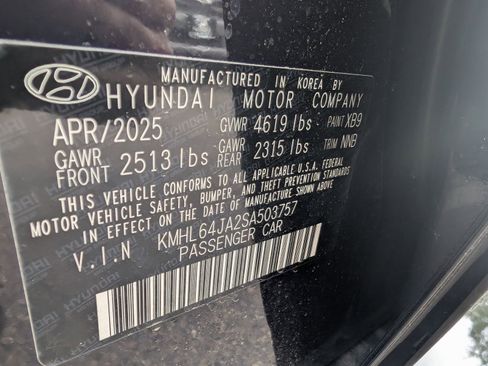 MANUFACTURED IN KOREA BY
HYUNDAI MOTOR COMPANY
APR/2025 GVWR 4619 lbs PAINT XB9
GAWR FRONT 2513 lbs GAWR REAR 2315 lbs TRIM NNB
THIS VEHICLE CONFORMS TO ALL APPLICABLE U.S.A. FEDERAL
MOTOR VEHICLE SAFETY, BUMPER, AND THEFT PREVENTION STANDARDS
IN EFFECT ON THE DATE OF MANUFACTURE SHOWN ABOVE.
V.I.N KMHL64JA2SA503757
PASSENGER CAR